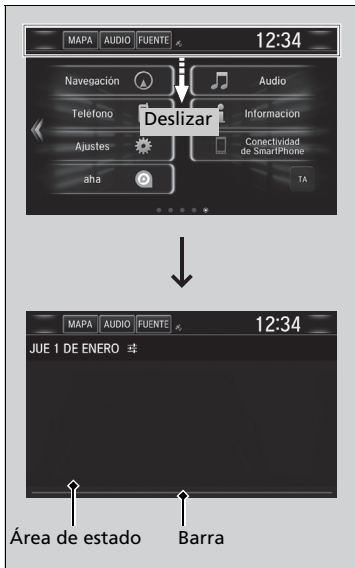 MAPA AUDIO FUENTE 12:34
Navegación Audio
Teléfono Deslizar Información
Ajustes Conectividad
de SmartPhone
aha TA
MAPA AUDIO FUENTE 12:34
JUE 1 DE ENERO
Área de estado Barra